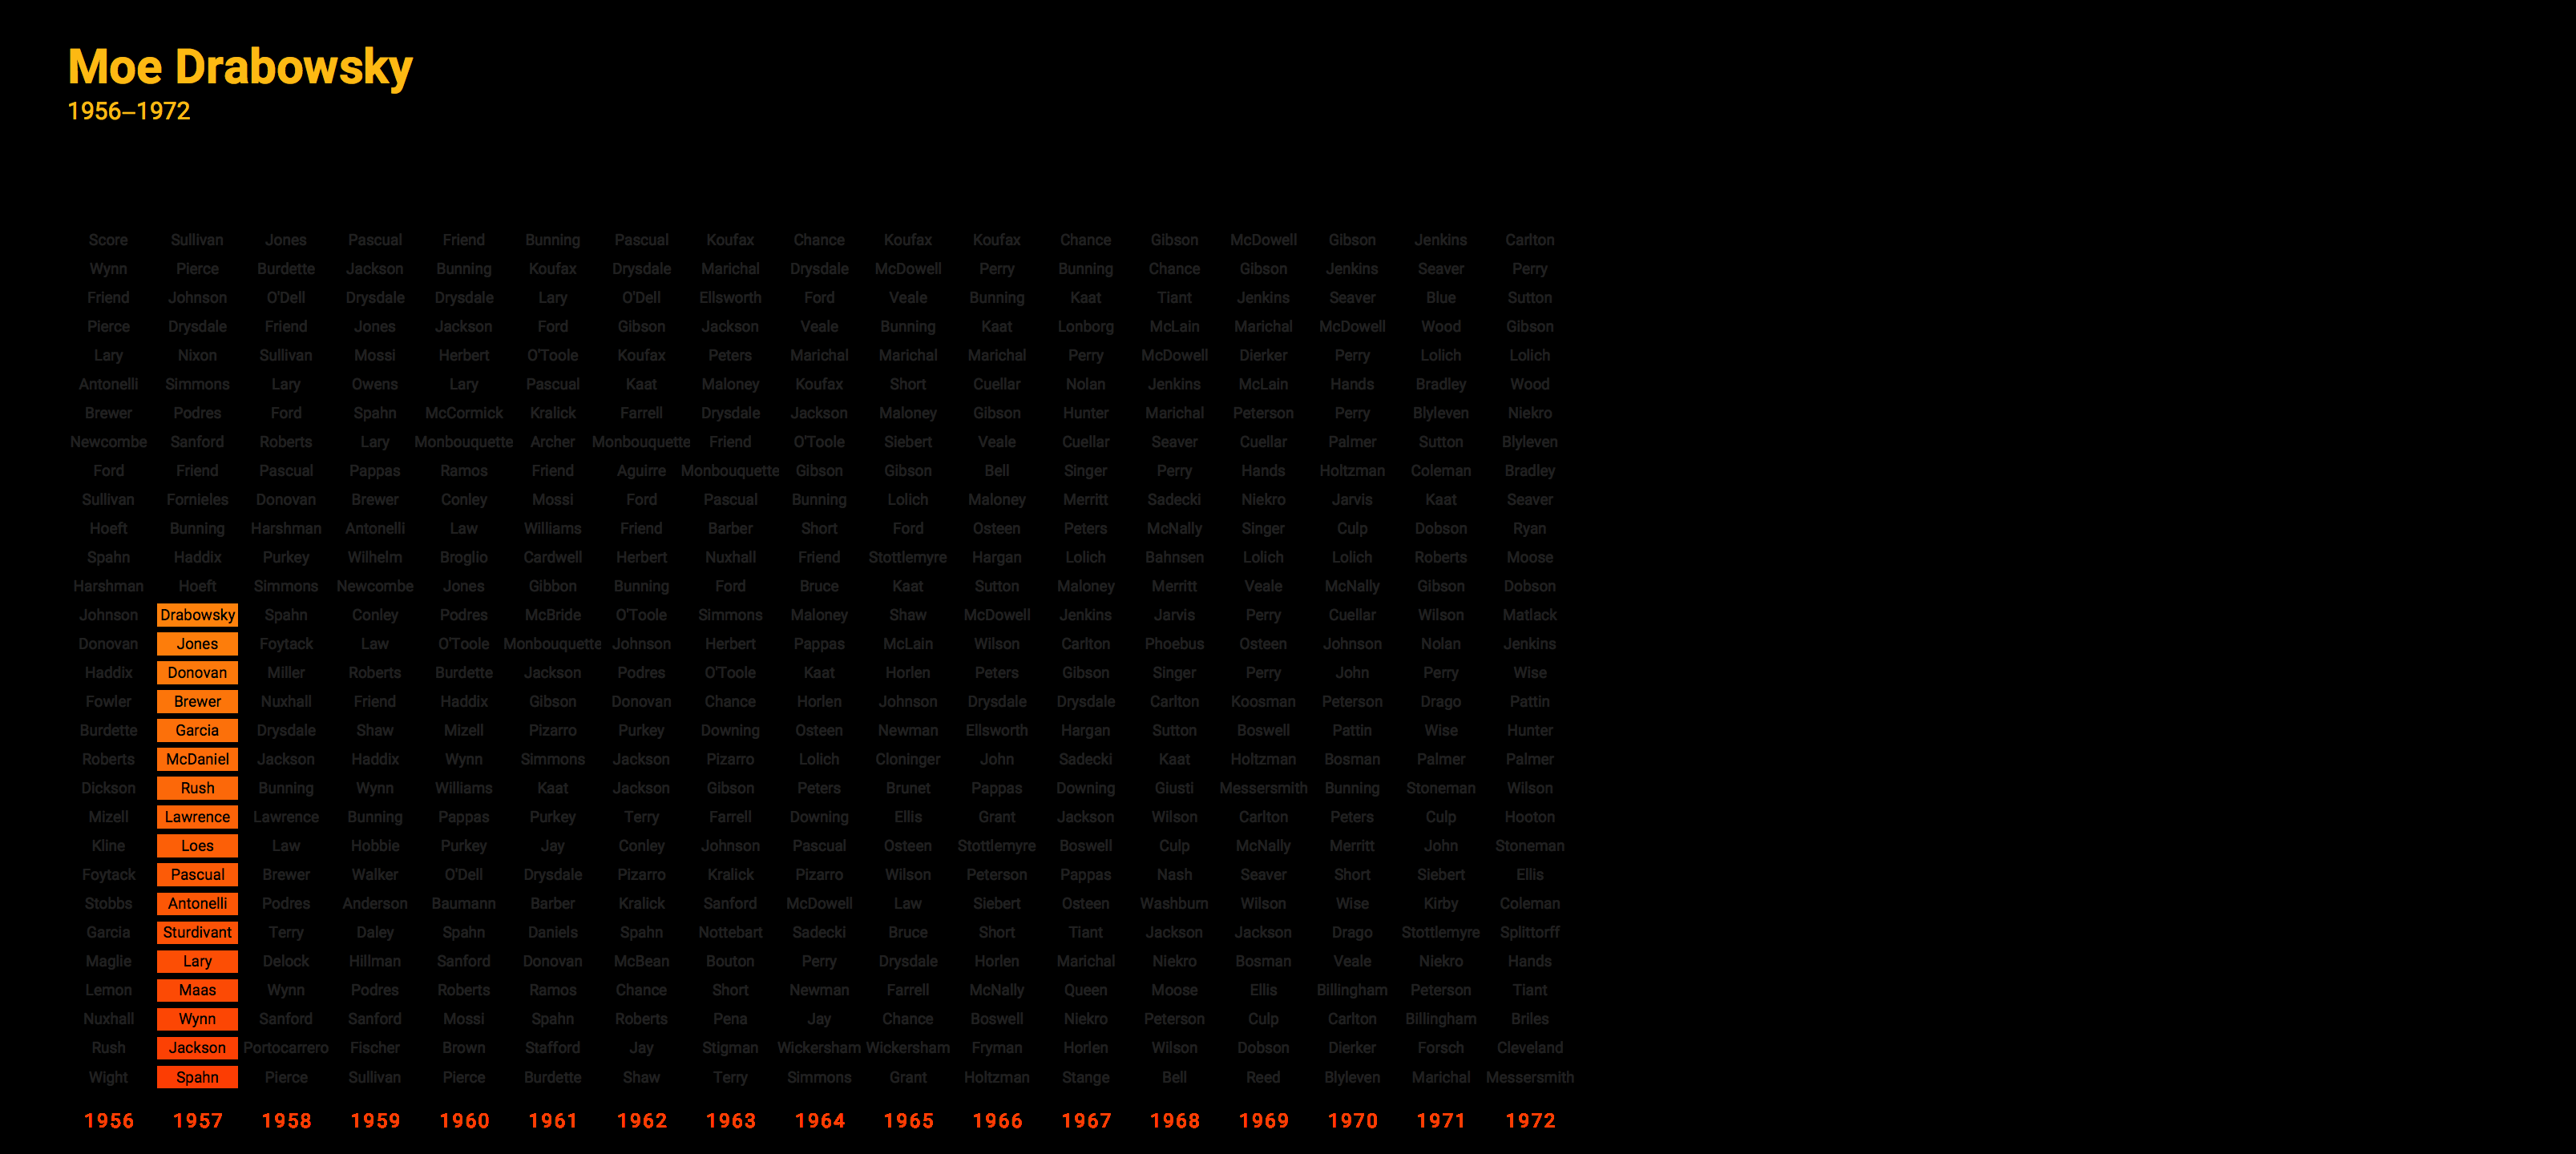 Moe Drabowsky
1956–1972
Score Sullivan Jones Pascual Friend Bunning Pascual Koufax Chance Koufax Koufax Chance Gibson McDowell Gibson Jenkins Carlton
Wynn Pierce Burdette Jackson Bunning Koufax Drysdale Marichal Drysdale McDowell Perry Bunning Chance Gibson Jenkins Seaver Perry
Friend Johnson O'Dell Drysdale Drysdale Lary O'Dell Ellsworth Ford Veale Bunning Kaat Tiant Jenkins Seaver Blue Sutton
Pierce Drysdale Friend Jones Jackson Ford Gibson Jackson Veale Bunning Kaat Lonborg McLain Marichal McDowell Wood Gibson
Lary Nixon Sullivan Mossi Herbert O'Toole Koufax Peters Marichal Marichal Marichal Perry McDowell Dierker Perry Lolich Lolich
Antonelli Simmons Lary Owens Lary Pascual Kaat Maloney Koufax Short Cuellar Nolan Jenkins McLain Hands Bradley Wood
Brewer Podres Ford Spahn McCormick Kralick Farrell Drysdale Jackson Maloney Gibson Hunter Marichal Peterson Perry Blyleven Niekro
Newcombe Sanford Roberts Lary Monbouquette Archer Monbouquette Friend O'Toole Siebert Veale Cuellar Seaver Cuellar Palmer Sutton Blyleven
Ford Friend Pascual Pappas Ramos Friend Aguirre Monbouquette Gibson Gibson Bell Singer Perry Hands Holtzman Coleman Bradley
Sullivan Fornieles Donovan Brewer Conley Mossi Ford Pascual Bunning Lolich Maloney Merritt Sadecki Niekro Jarvis Kaat Seaver
Hoeft Bunning Harshman Antonelli Law Williams Friend Barber Short Ford Osteen Peters McNally Singer Culp Dobson Ryan
Spahn Haddix Purkey Wilhelm Broglio Cardwell Herbert Nuxhall Friend Stottlemyre Hargan Lolich Bahnsen Lolich Lolich Roberts Moose
Harshman Hoeft Simmons Newcombe Jones Gibbon Bunning Ford Bruce Kaat Sutton Maloney Merritt Veale McNally Gibson Dobson
Johnson Drabowsky Spahn Conley Podres McBride O'Toole Simmons Maloney Shaw McDowell Jenkins Jarvis Perry Cuellar Wilson Matlack
Donovan Jones Foytack Law O'Toole Monbouquette Johnson Herbert Pappas McLain Wilson Carlton Phoebus Osteen Johnson Nolan Jenkins
Haddix Donovan Miller Roberts Burdette Jackson Podres O'Toole Kaat Horlen Peters Gibson Singer Perry John Perry Wise
Fowler Brewer Nuxhall Friend Haddix Gibson Donovan Chance Horlen Johnson Drysdale Drysdale Carlton Koosman Peterson Drago Pattin
Burdette Garcia Drysdale Shaw Mizell Pizarro Purkey Downing Osteen Newman Ellsworth Hargan Sutton Boswell Pattin Wise Hunter
Roberts McDaniel Jackson Haddix Wynn Simmons Jackson Pizarro Lolich Cloninger John Sadecki Kaat Holtzman Bosman Palmer Palmer
Dickson Rush Bunning Wynn Williams Kaat Jackson Gibson Peters Brunet Pappas Downing Giusti Messersmith Bunning Stoneman Wilson
Mizell Lawrence Lawrence Bunning Pappas Purkey Terry Farrell Downing Ellis Grant Jackson Wilson Carlton Peters Culp Hooton
Kline Loes Law Hobbie Purkey Jay Conley Johnson Pascual Osteen Stottlemyre Boswell Culp McNally Merritt John Stoneman
Foytack Pascual Brewer Walker O'Dell Drysdale Pizarro Kralick Pizarro Wilson Peterson Pappas Nash Seaver Short Siebert Ellis
Stobbs Antonelli Podres Anderson Baumann Barber Kralick Sanford McDowell Law Siebert Osteen Washburn Wilson Wise Kirby Coleman
Garcia Sturdivant Terry Daley Spahn Daniels Spahn Nottebart Sadecki Bruce Short Tiant Jackson Jackson Drago Stottlemyre Splittorff
Maglie Lary Delock Hillman Sanford Donovan McBean Bouton Perry Drysdale Horlen Marichal Niekro Bosman Veale Niekro Hands
Lemon Maas Wynn Podres Roberts Ramos Chance Short Newman Farrell McNally Queen Moose Ellis Billingham Peterson Tiant
Nuxhall Wynn Sanford Sanford Mossi Spahn Roberts Pena Jay Chance Boswell Niekro Peterson Culp Carlton Billingham Briles
Rush Jackson Portocarrero Fischer Brown Stafford Jay Stigman Wickersham Wickersham Fryman Horlen Wilson Dobson Dierker Forsch Cleveland
Wight Spahn Pierce Sullivan Pierce Burdette Shaw Terry Simmons Grant Holtzman Stange Bell Reed Blyleven Marichal Messersmith
1956 1957 1958 1959 1960 1961 1962 1963 1964 1965 1966 1967 1968 1969 1970 1971 1972